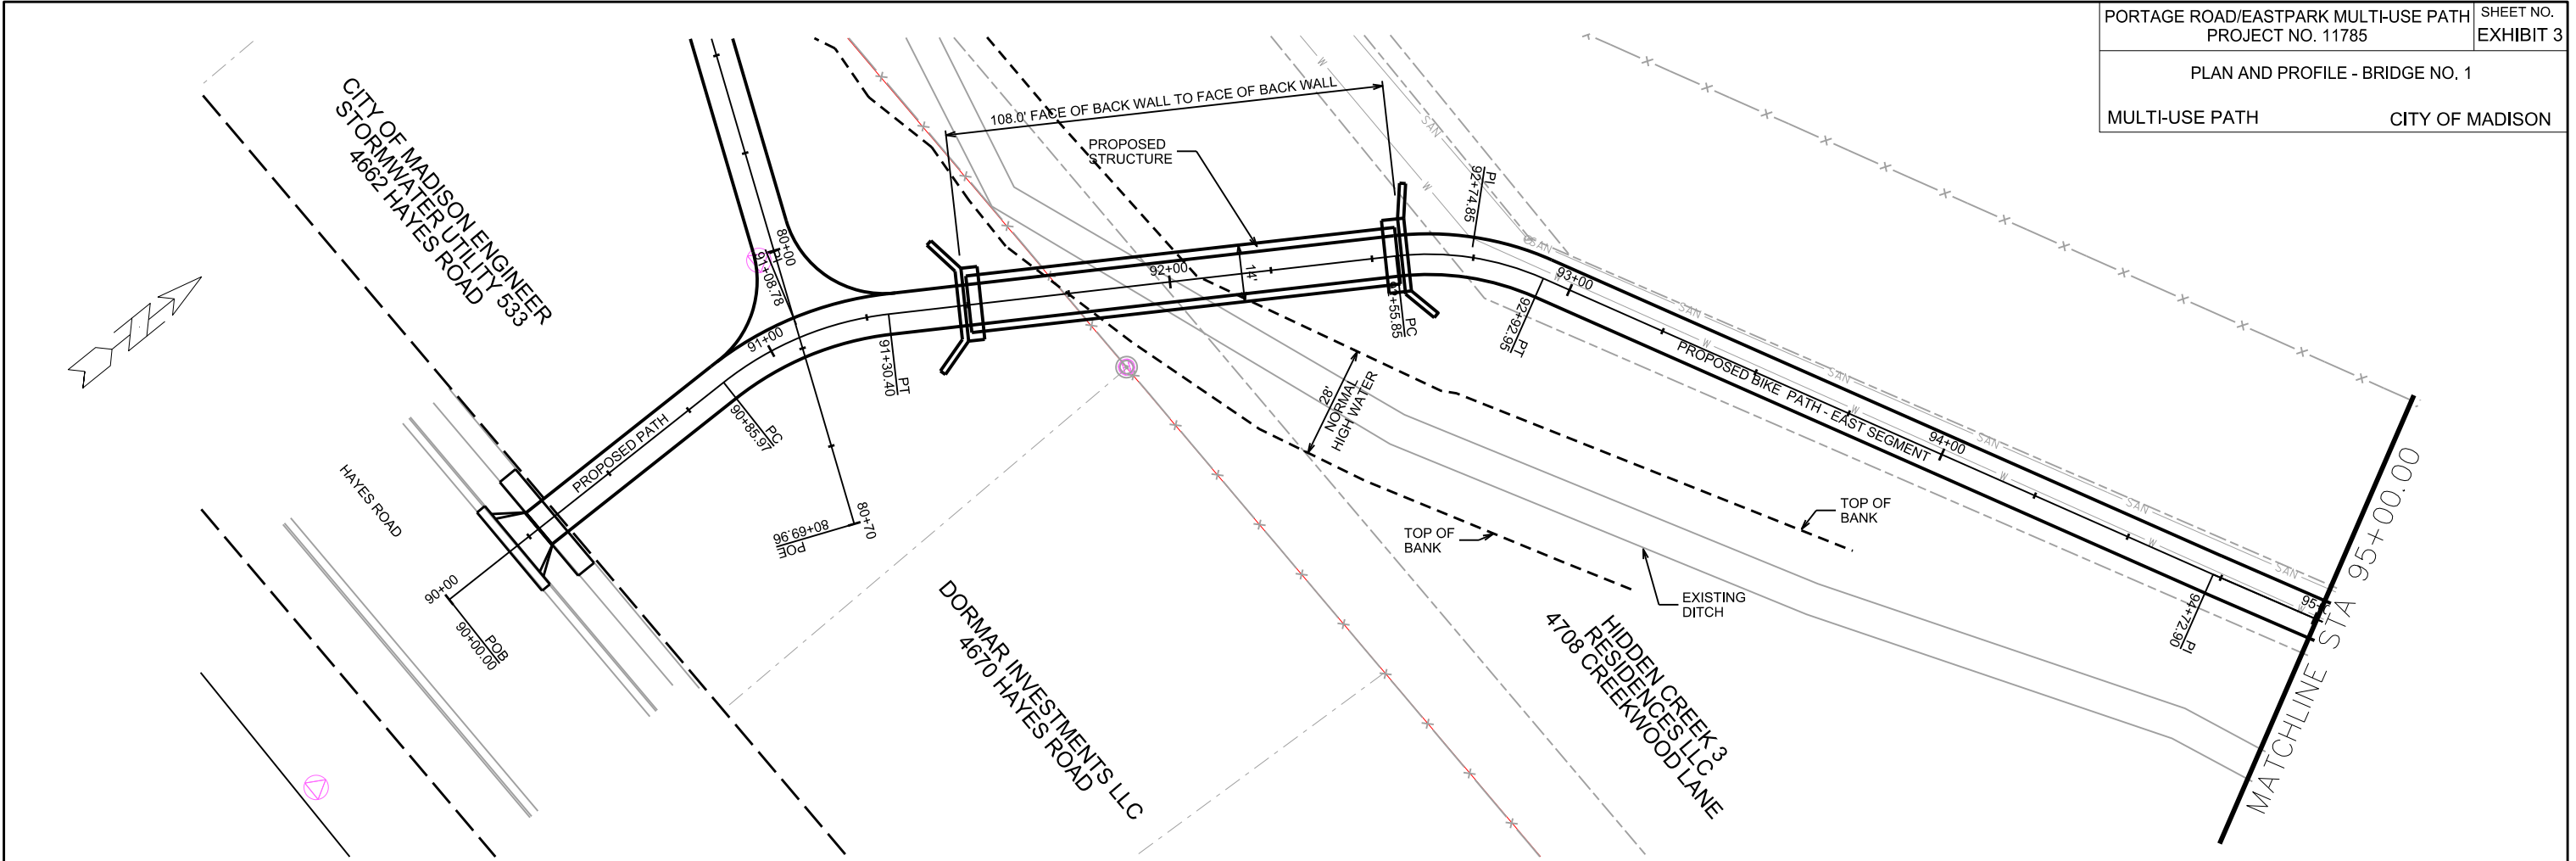 PORTAGE ROAD/EASTPARK MULTI-USE PATH
PROJECT NO. 11785
SHEET NO.
EXHIBIT 3
PLAN AND PROFILE - BRIDGE NO. 1
MULTI-USE PATH
CITY OF MADISON
CITY OF MADISON ENGINEER
STORMWATER UTILITY 533
4662 HAYES ROAD
108.0' FACE OF BACK WALL TO FACE OF BACK WALL
PROPOSED
STRUCTURE
W
SAN
W
PI
92+74.85
80+00
PI
91+08.78
91+00
92+00
14'
PC
PT
91+30.40
PC
90+85.97
PT
92+92.95
93+00
SAN
W
SAN
W
SAN
W
SAN
W
SAN
W
SAN
W
PROPOSED BIKE PATH - EAST SEGMENT
94+00
28'
NORMAL
HIGH WATER
PROPOSED PATH
HAYES ROAD
90+00
POB
90+00.00
POE
80+69.96
80+70
TOP OF
BANK
TOP OF
BANK
EXISTING
DITCH
DORMAR INVESTMENTS LLC
4670 HAYES ROAD
HIDDEN CREEK 3
RESIDENCES LLC
4708 CREEKWOOD LANE
PI
94+72.90
MATCHLINE STA 95+00.00